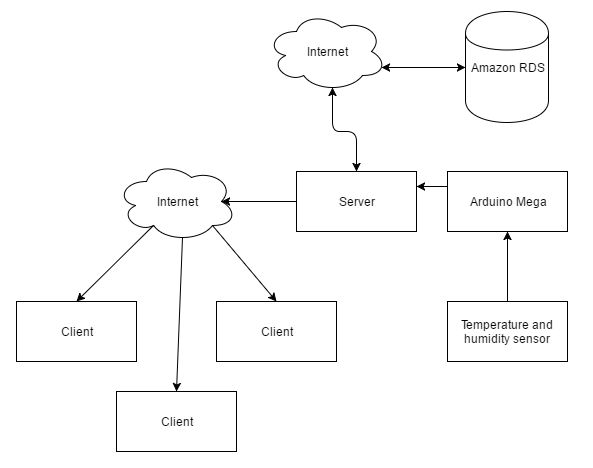 Internet
Amazon RDS
Internet
Server
Arduino Mega
Client
Client
Temperature and
humidity sensor
Client